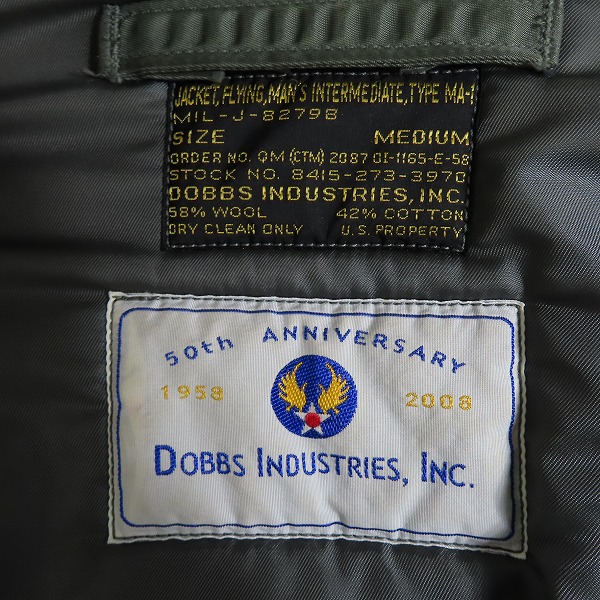 JACKET, FLYING, MAN'S INTERMEDIATE, TYPE MA-1
MIL-J-8279B
SIZE MEDIUM
ORDER NO. QM (CTM) 2087 OI-1165-E-58
STOCK NO. 8415-273-3970
DOBBS INDUSTRIES, INC.
58% WOOL 42% COTTON
DRY CLEAN ONLY U.S. PROPERTY
50th ANNIVERSARY
1958 2008
DOBBS INDUSTRIES, INC.